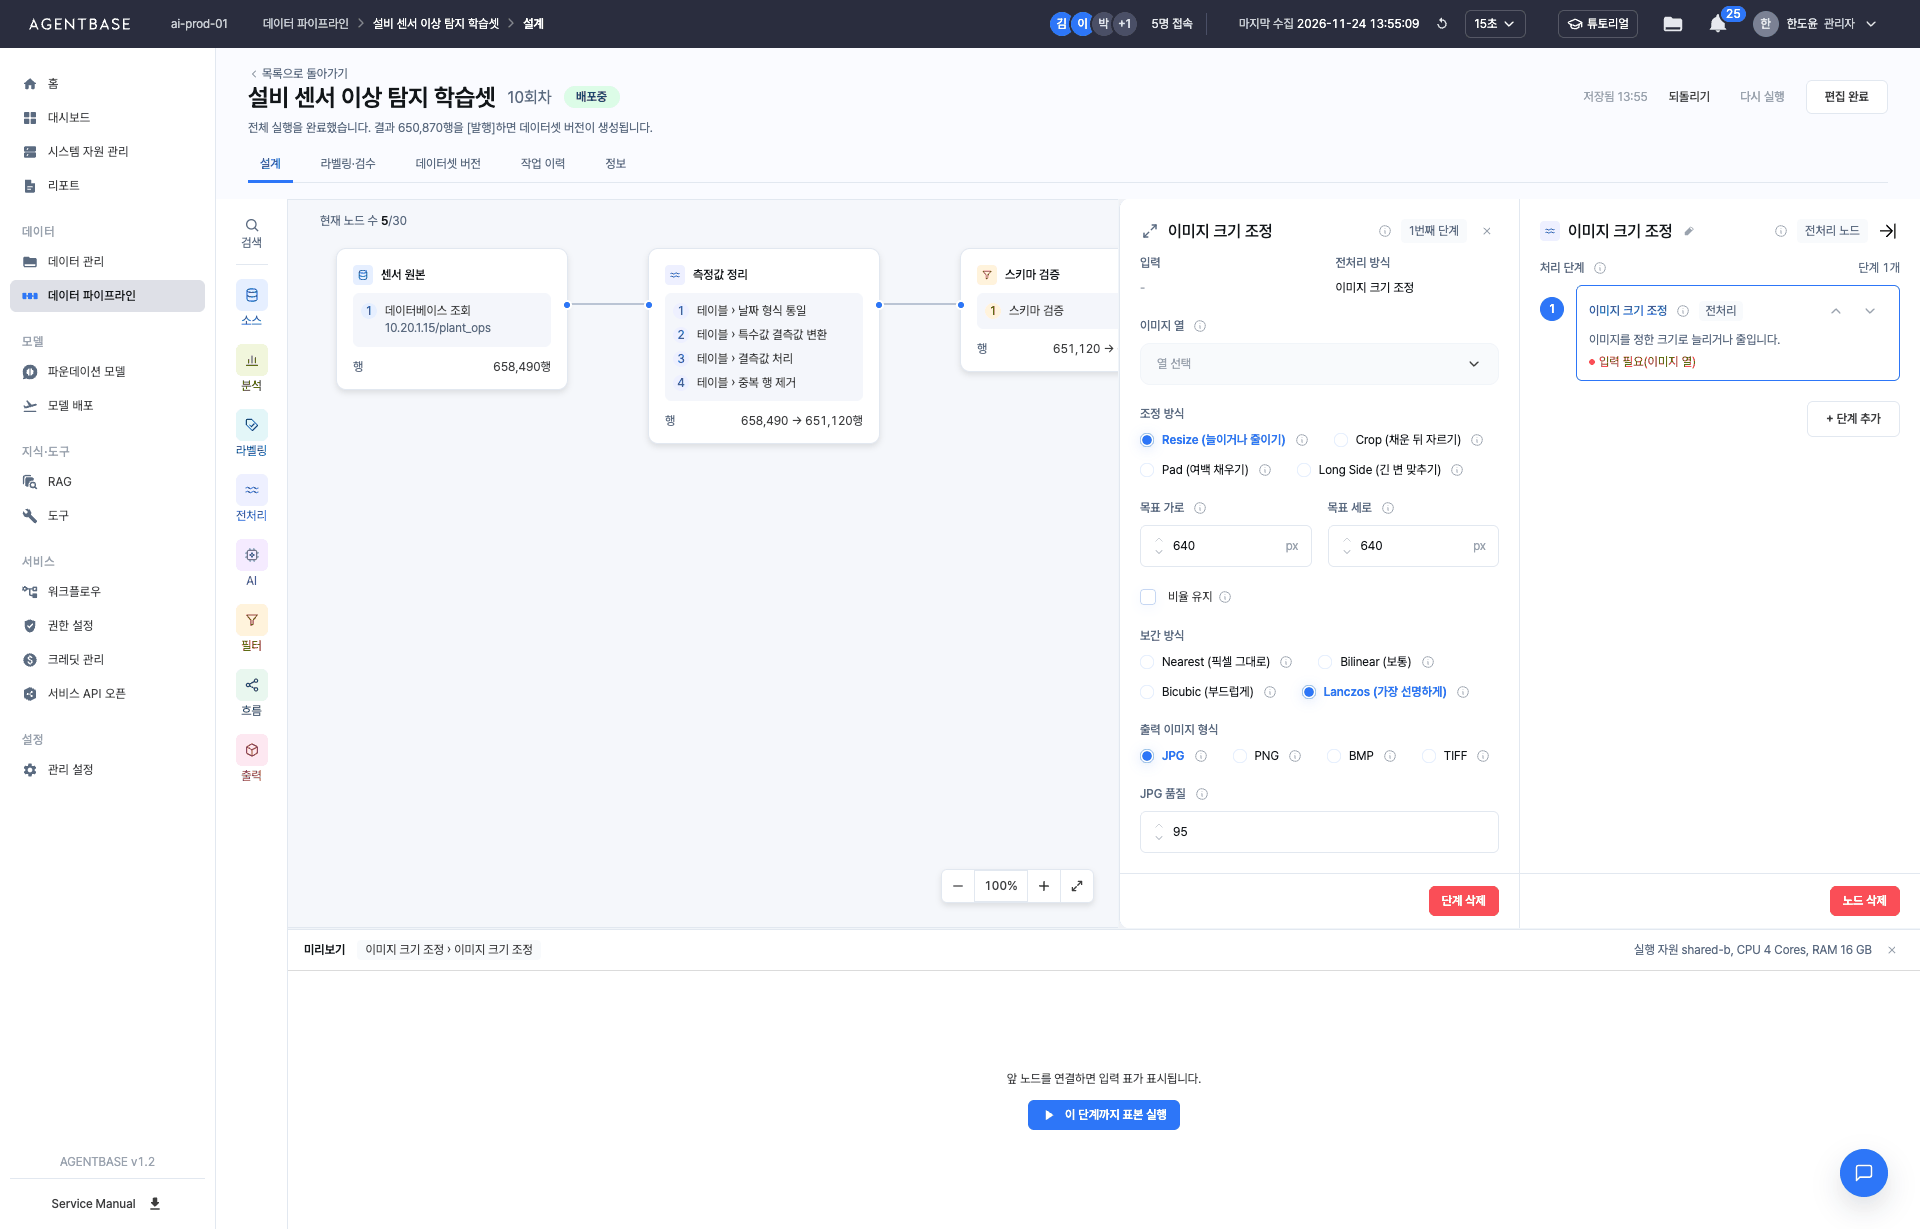 AGENTBASE
ai-prod-01
데이터 파이프라인 > 설비 센서 이상 탐지 학습셋 > 설계
김 이 박 +1 5명 접속
마지막 수집 2026-11-24 13:55:09
15초
튜토리얼
25
한 한도윤 관리자
홈
대시보드
시스템 자원 관리
리포트
데이터
데이터 관리
데이터 파이프라인
모델
파운데이션 모델
모델 배포
지식·도구
RAG
도구
서비스
워크플로우
권한 설정
크레딧 관리
서비스 API 오픈
설정
관리 설정
AGENTBASE v1.2
Service Manual
목록으로 돌아가기
설비 센서 이상 탐지 학습셋 10회차 배포중
전체 실행을 완료했습니다. 결과 650,870행을 [발행]하면 데이터셋 버전이 생성됩니다.
저장됨 13:55 되돌리기 다시 실행 편집 완료
설계 라벨링·검수 데이터셋 버전 작업 이력 정보
검색
소스
분석
라벨링
전처리
AI
필터
흐름
출력
현재 노드 수 5/30
센서 원본
1 데이터베이스 조회
10.20.1.15/plant_ops
행 658,490행
측정값 정리
1 테이블 › 날짜 형식 통일
2 테이블 › 특수값 결측값 변환
3 테이블 › 결측값 처리
4 테이블 › 중복 행 제거
행 658,490 → 651,120행
스키마 검증
1 스키마 검증
행 651,120 →
100%
이미지 크기 조정 1번째 단계
입력 전처리 방식
- 이미지 크기 조정
이미지 열
열 선택
조정 방식
Resize (늘이거나 줄이기) Crop (채운 뒤 자르기)
Pad (여백 채우기) Long Side (긴 변 맞추기)
목표 가로 목표 세로
640 px 640 px
비율 유지
보간 방식
Nearest (픽셀 그대로) Bilinear (보통)
Bicubic (부드럽게) Lanczos (가장 선명하게)
출력 이미지 형식
JPG PNG BMP TIFF
JPG 품질
95
단계 삭제
이미지 크기 조정 전처리 노드
처리 단계 단계 1개
1 이미지 크기 조정 전처리
이미지를 정한 크기로 늘리거나 줄입니다.
입력 필요(이미지 열)
+ 단계 추가
노드 삭제
미리보기 이미지 크기 조정 › 이미지 크기 조정
실행 자원 shared-b, CPU 4 Cores, RAM 16 GB
앞 노드를 연결하면 입력 표가 표시됩니다.
이 단계까지 표본 실행